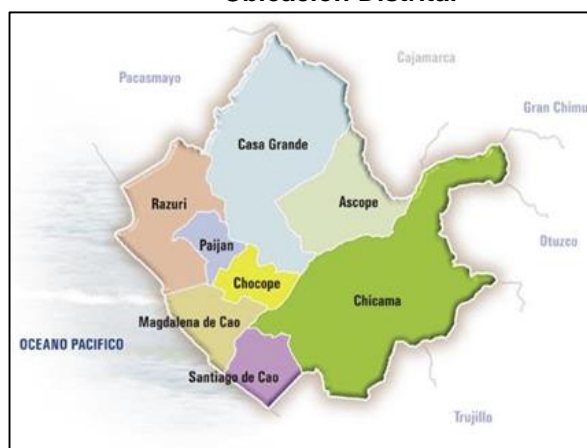 Ubicación Distrital
Cajamarca
Pacasmayo
Gran Chimu
Casa Grande
Razuri
Ascope
Paijan
Otuzco
Chocope
Chicama
Magdalena de Cao
OCEANO PACIFICO
Santiago de Cao
Trujillo